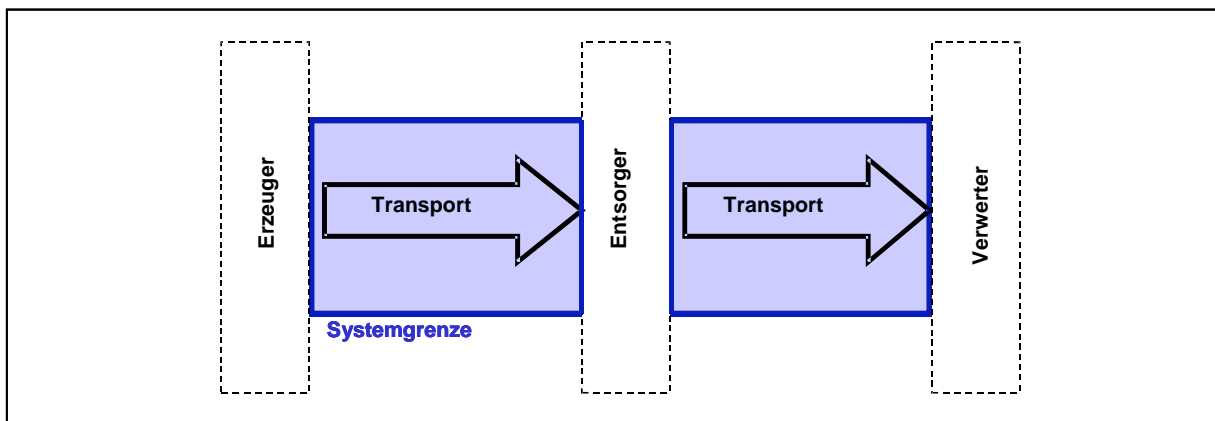 Erzeuger
Transport
Entsorger
Transport
Verwerter
Systemgrenze